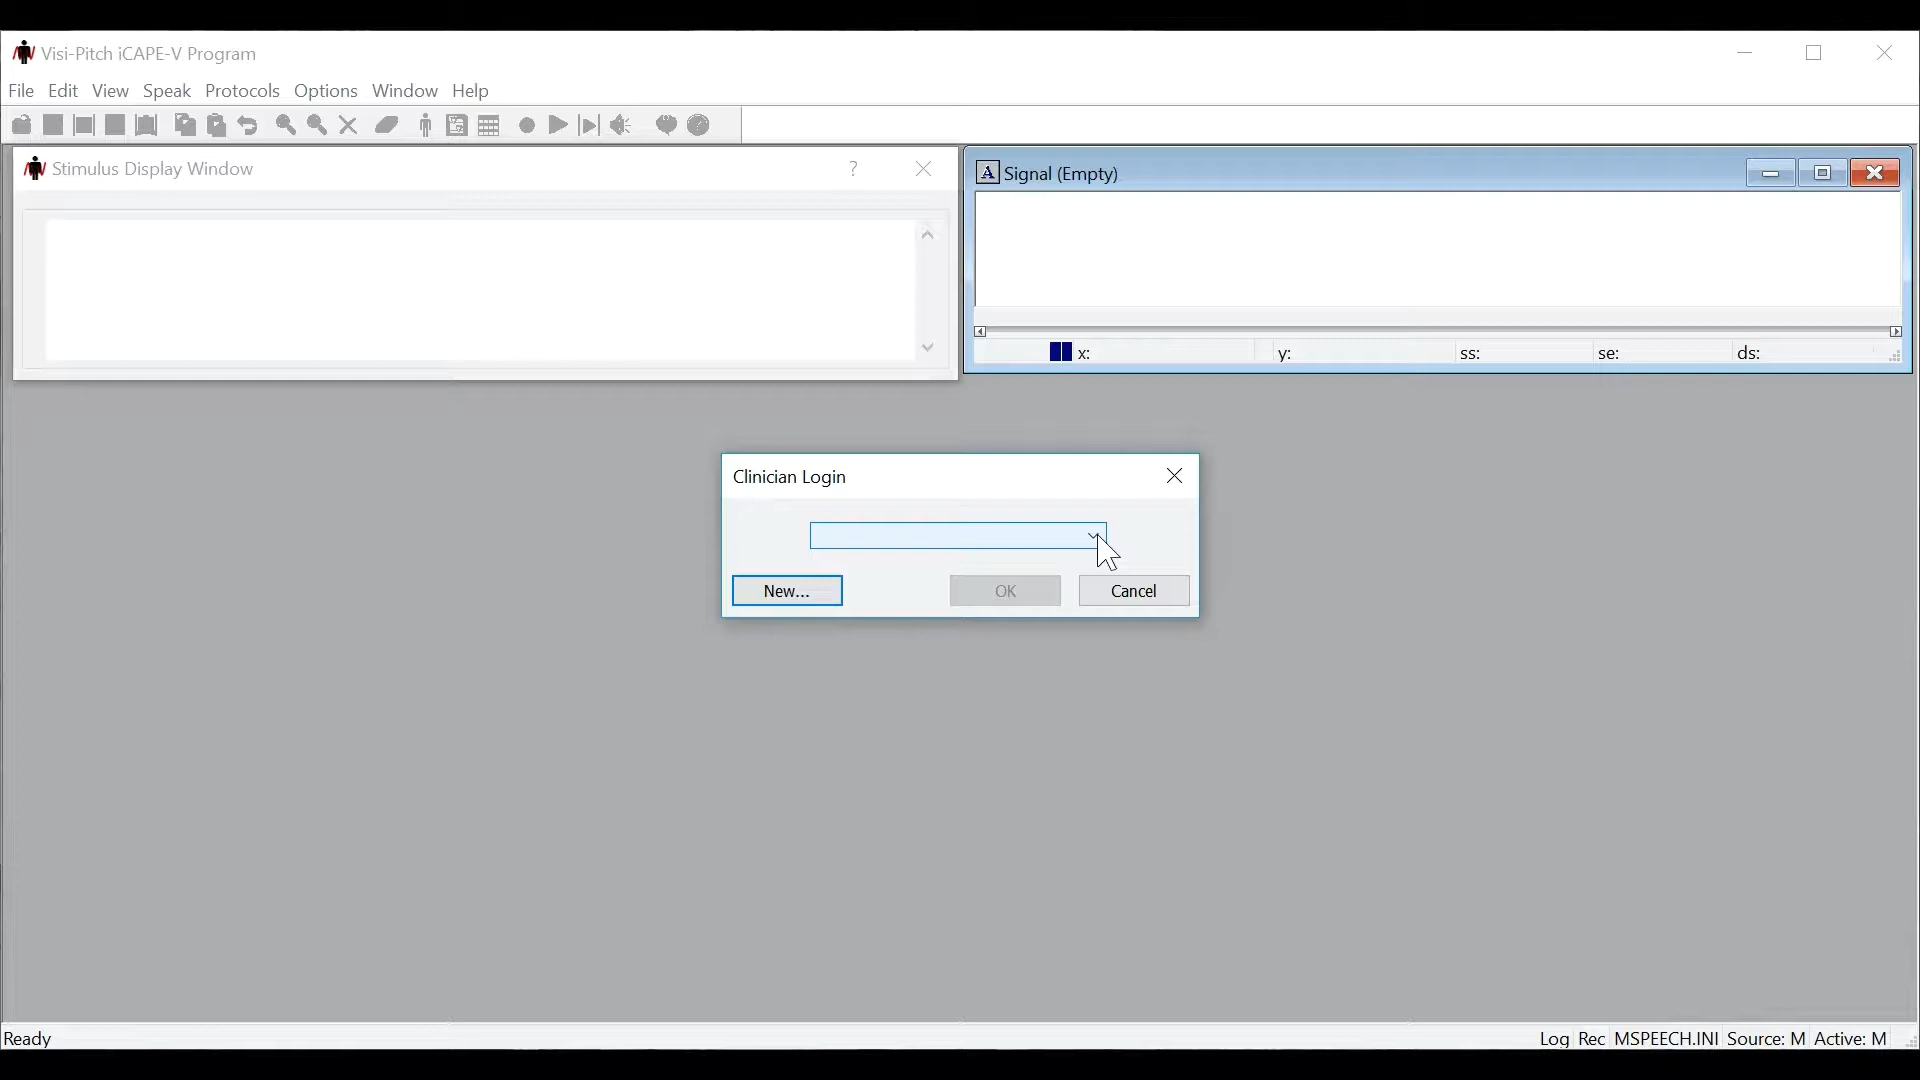 Visi-Pitch iCAPE-V Program
File Edit View Speak Protocols Options Window Help
Stimulus Display Window ?
A Signal (Empty)
x: y: ss: se: ds:
Clinician Login
New... OK Cancel
Ready Log Rec MSPEECH.INI Source: M Active: M